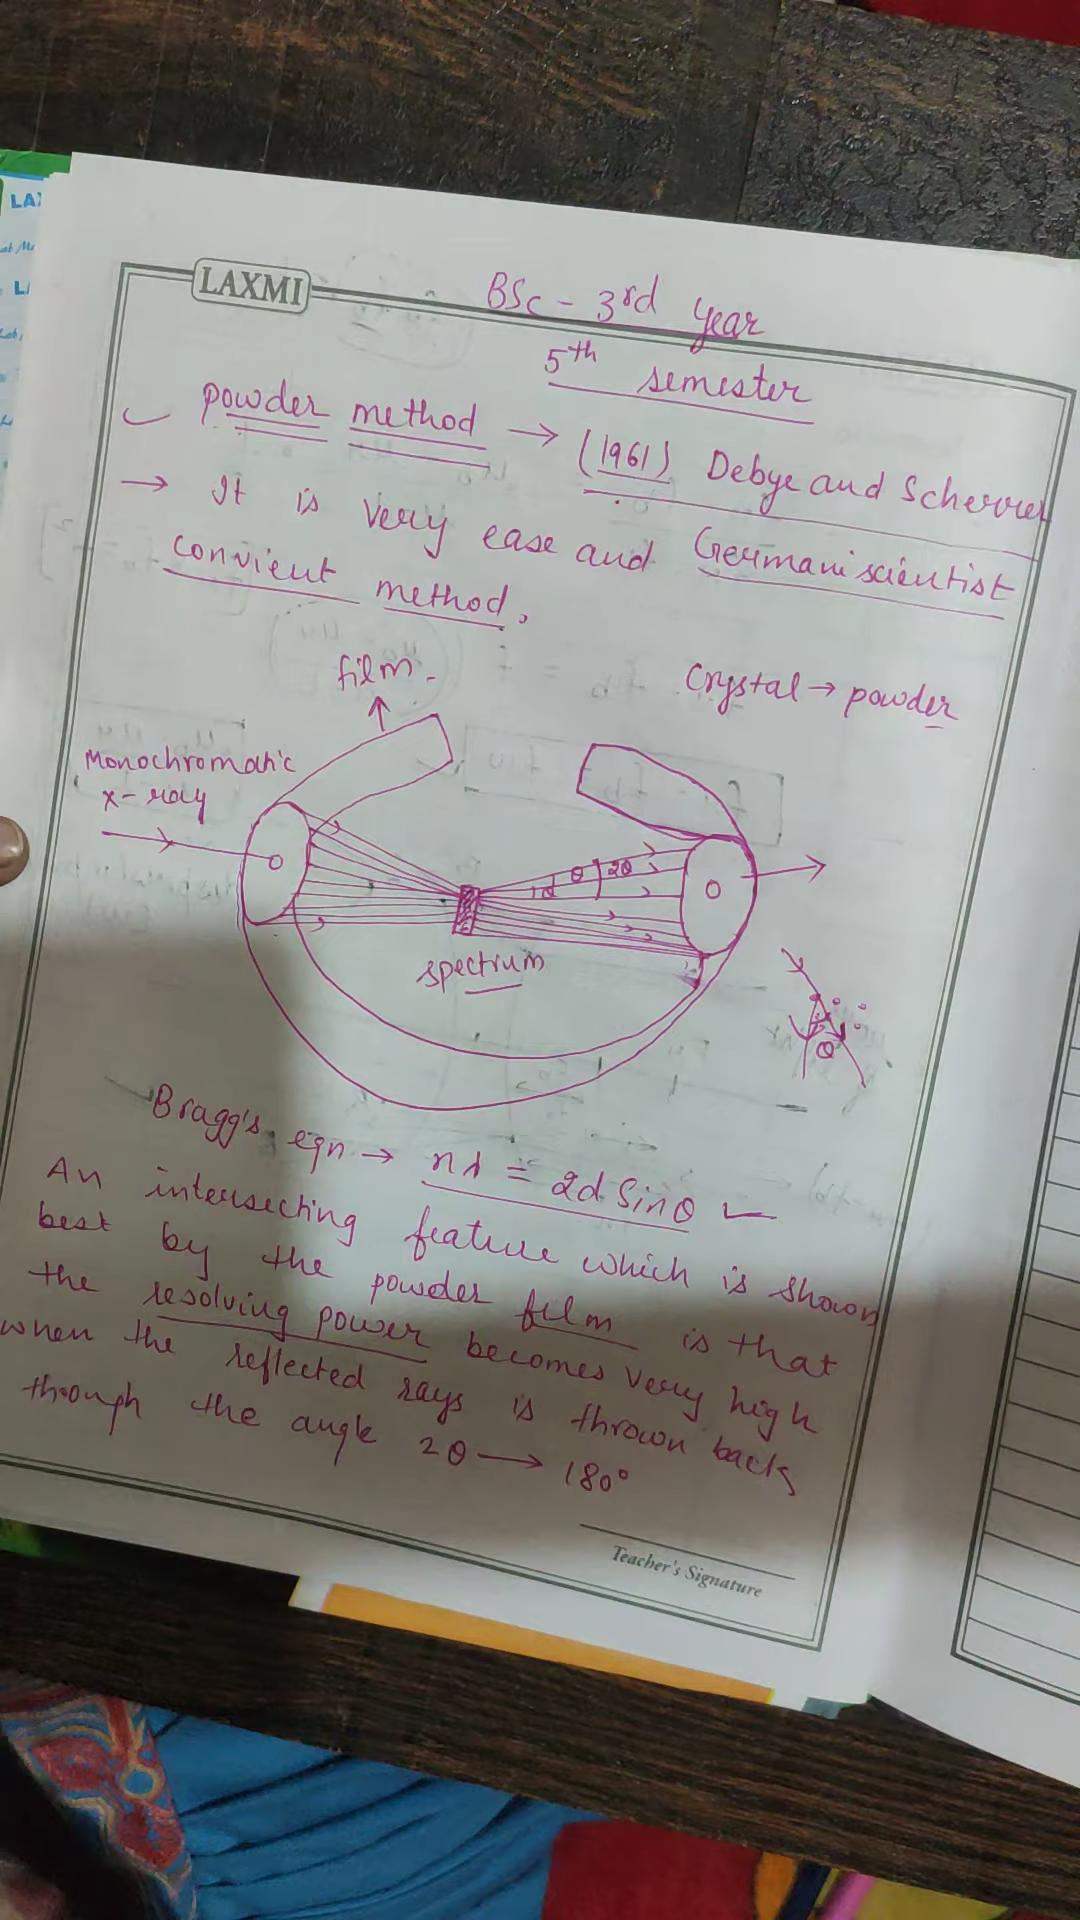 LAXMI
BSc - 3rd year
5th semester
powder method → (1961) Debye and Scherrer
→ It is very ease and Germani scientist
convient method.
film.
Crystal → powder
Monochromatic
x-ray
θ 2θ
d
spectrum
θ
Bragg's eqn → nλ = 2d Sinθ
An intersecting feature which is shown
best by the powder film is that
the resolving power becomes very high
when the reflected rays is thrown back
through the angle 2θ → 180°
Teacher's Signature